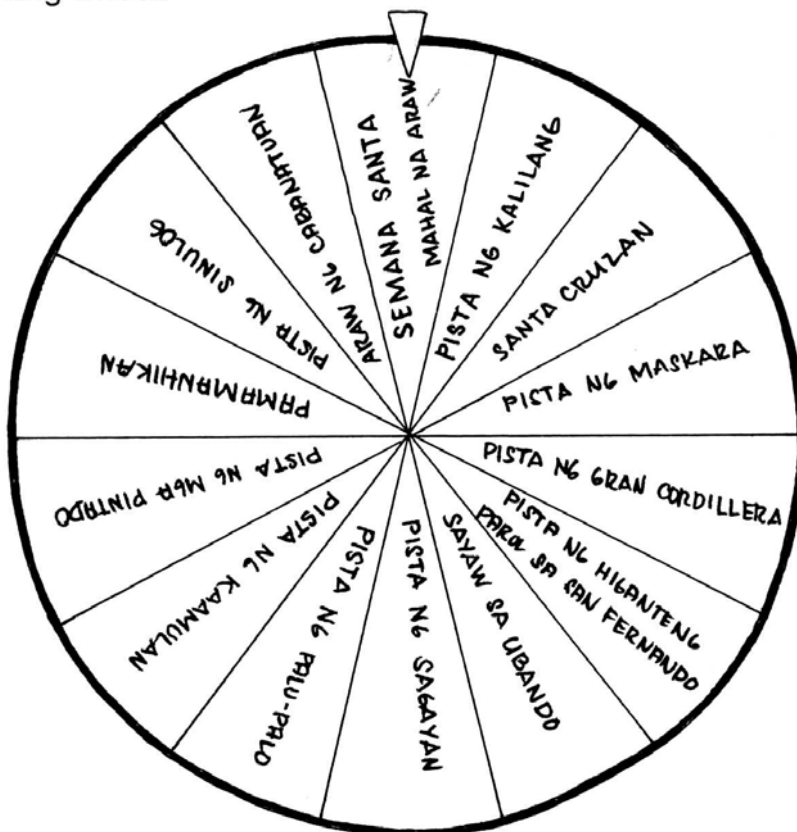 SEMANA SANTA
MAHAL NA ARAW
PISTA NG KALILANG
SANTA CRUZAN
PISTA NG MASKARA
PISTA NG GRAN CORDILLERA
PISTA NG HIGANTENG
PAROL SA SAN FERNANDO
SAYAW SA UBANDO
PISTA NG SAGAYAN
PISTA NG PALU-PALO
PISTA NG KAAMULAN
PISTA NG MGA PINTADO
PAMAMANHIKAN
PISTA NG SINULOG
ARAW NG CABANATUAN